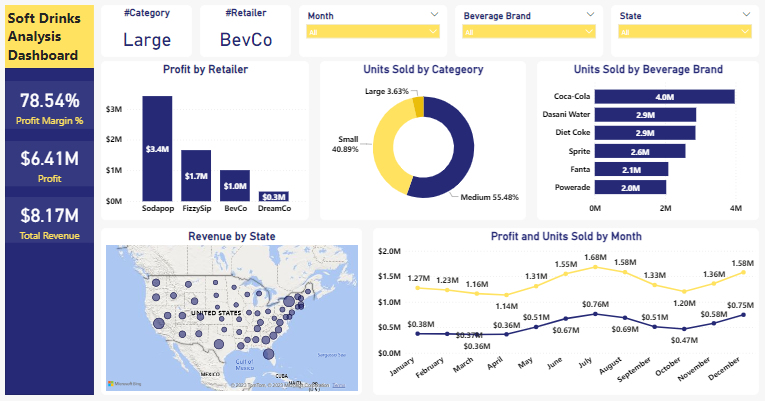 Soft Drinks
Analysis
Dashboard
78.54%
Profit Margin %
$6.41M
Profit
$8.17M
Total Revenue
#Category
Large
#Retailer
BevCo
Month
All
Beverage Brand
All
State
All
Profit by Retailer
$3M
$2M
$1M
$0M
$3.4M
$1.7M
$1.0M
$0.3M
Sodapop
FizzySip
BevCo
DreamCo
Units Sold by Categeory
Large 3.63%
Small
40.89%
Medium 55.48%
Units Sold by Beverage Brand
Coca-Cola
4.0M
Dasani Water
2.9M
Diet Coke
2.9M
Sprite
2.6M
Fanta
2.1M
Powerade
2.0M
0M
2M
4M
Revenue by State
UNITED STATES
MEXICO
Gulf of
Mexico
CUBA
Sargasso Sea
Microsoft Bing
Terms
Profit and Units Sold by Month
$2.0M
$1.5M
$1.0M
$0.5M
$0.0M
1.27M
1.23M
1.16M
1.14M
1.31M
1.55M
1.68M
1.58M
1.33M
1.20M
1.36M
1.58M
$0.38M
$0.37M
$0.36M
$0.36M
$0.51M
$0.67M
$0.76M
$0.69M
$0.51M
$0.47M
$0.58M
$0.75M
January
February
March
April
May
June
July
August
September
October
November
December